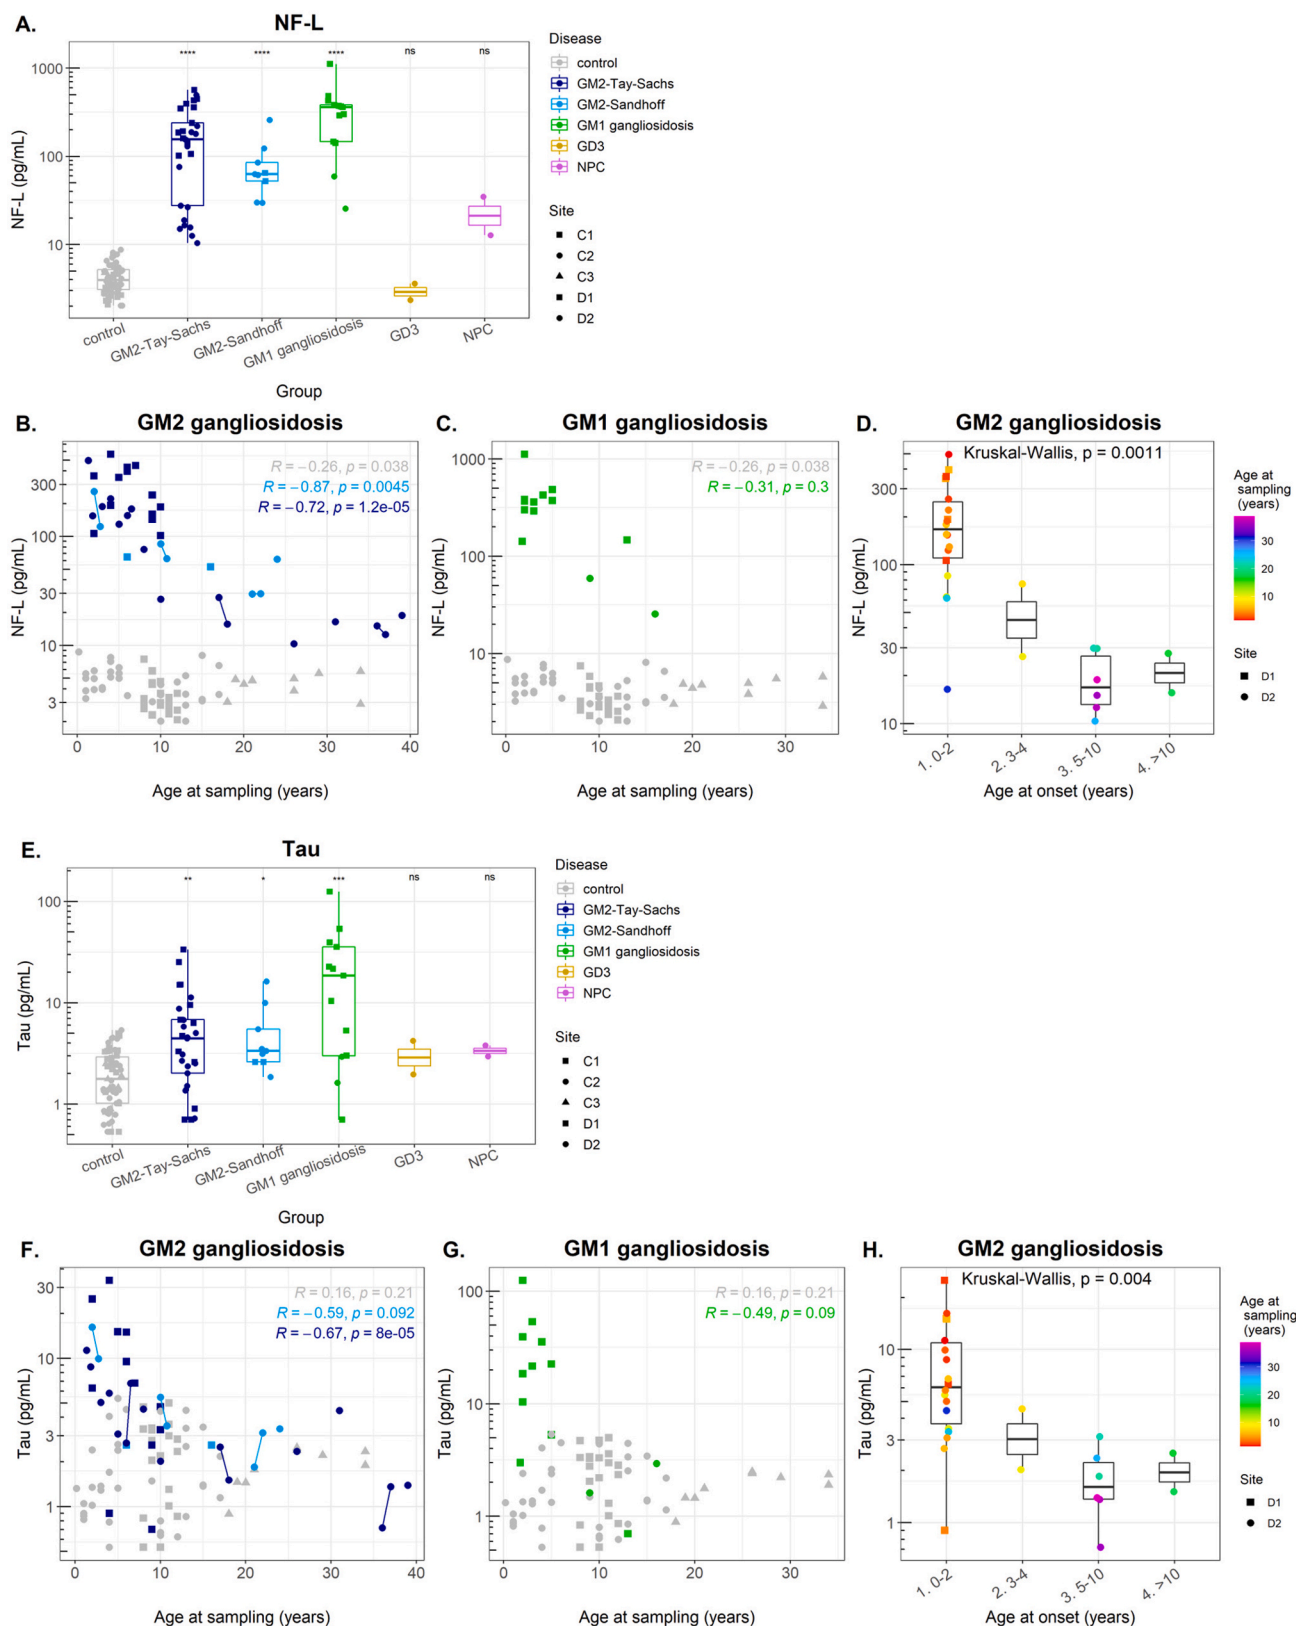 A.
NF-L
**** **** **** ns ns
1000
100
10
NF-L (pg/mL)
control GM2-Tay-Sachs GM2-Sandhoff GM1 gangliosidosis GD3 NPC
Group
Disease
control
GM2-Tay-Sachs
GM2-Sandhoff
GM1 gangliosidosis
GD3
NPC
Site
C1
C2
C3
D1
D2
B.
GM2 gangliosidosis
R = −0.26, p = 0.038
R = −0.87, p = 0.0045
R = −0.72, p = 1.2e-05
300
100
30
10
3
NF-L (pg/mL)
0 10 20 30 40
Age at sampling (years)
C.
GM1 gangliosidosis
R = −0.26, p = 0.038
R = −0.31, p = 0.3
1000
100
10
NF-L (pg/mL)
0 10 20 30
Age at sampling (years)
D.
GM2 gangliosidosis
Kruskal-Wallis, p = 0.0011
300
100
30
10
NF-L (pg/mL)
1. 0-2 2. 3-4 3. 5-10 4. >10
Age at onset (years)
Age at
sampling
(years)
30
20
10
Site
D1
D2
E.
Tau
** * *** ns ns
100
10
1
Tau (pg/mL)
control GM2-Tay-Sachs GM2-Sandhoff GM1 gangliosidosis GD3 NPC
Group
Disease
control
GM2-Tay-Sachs
GM2-Sandhoff
GM1 gangliosidosis
GD3
NPC
Site
C1
C2
C3
D1
D2
F.
GM2 gangliosidosis
R = 0.16, p = 0.21
R = −0.59, p = 0.092
R = −0.67, p = 8e-05
30
10
3
1
Tau (pg/mL)
0 10 20 30 40
Age at sampling (years)
G.
GM1 gangliosidosis
R = 0.16, p = 0.21
R = −0.49, p = 0.09
100
10
1
Tau (pg/mL)
0 10 20 30
Age at sampling (years)
H.
GM2 gangliosidosis
Kruskal-Wallis, p = 0.004
10
3
1
Tau (pg/mL)
1. 0-2 2. 3-4 3. 5-10 4. >10
Age at onset (years)
Age at
sampling
(years)
30
20
10
Site
D1
D2